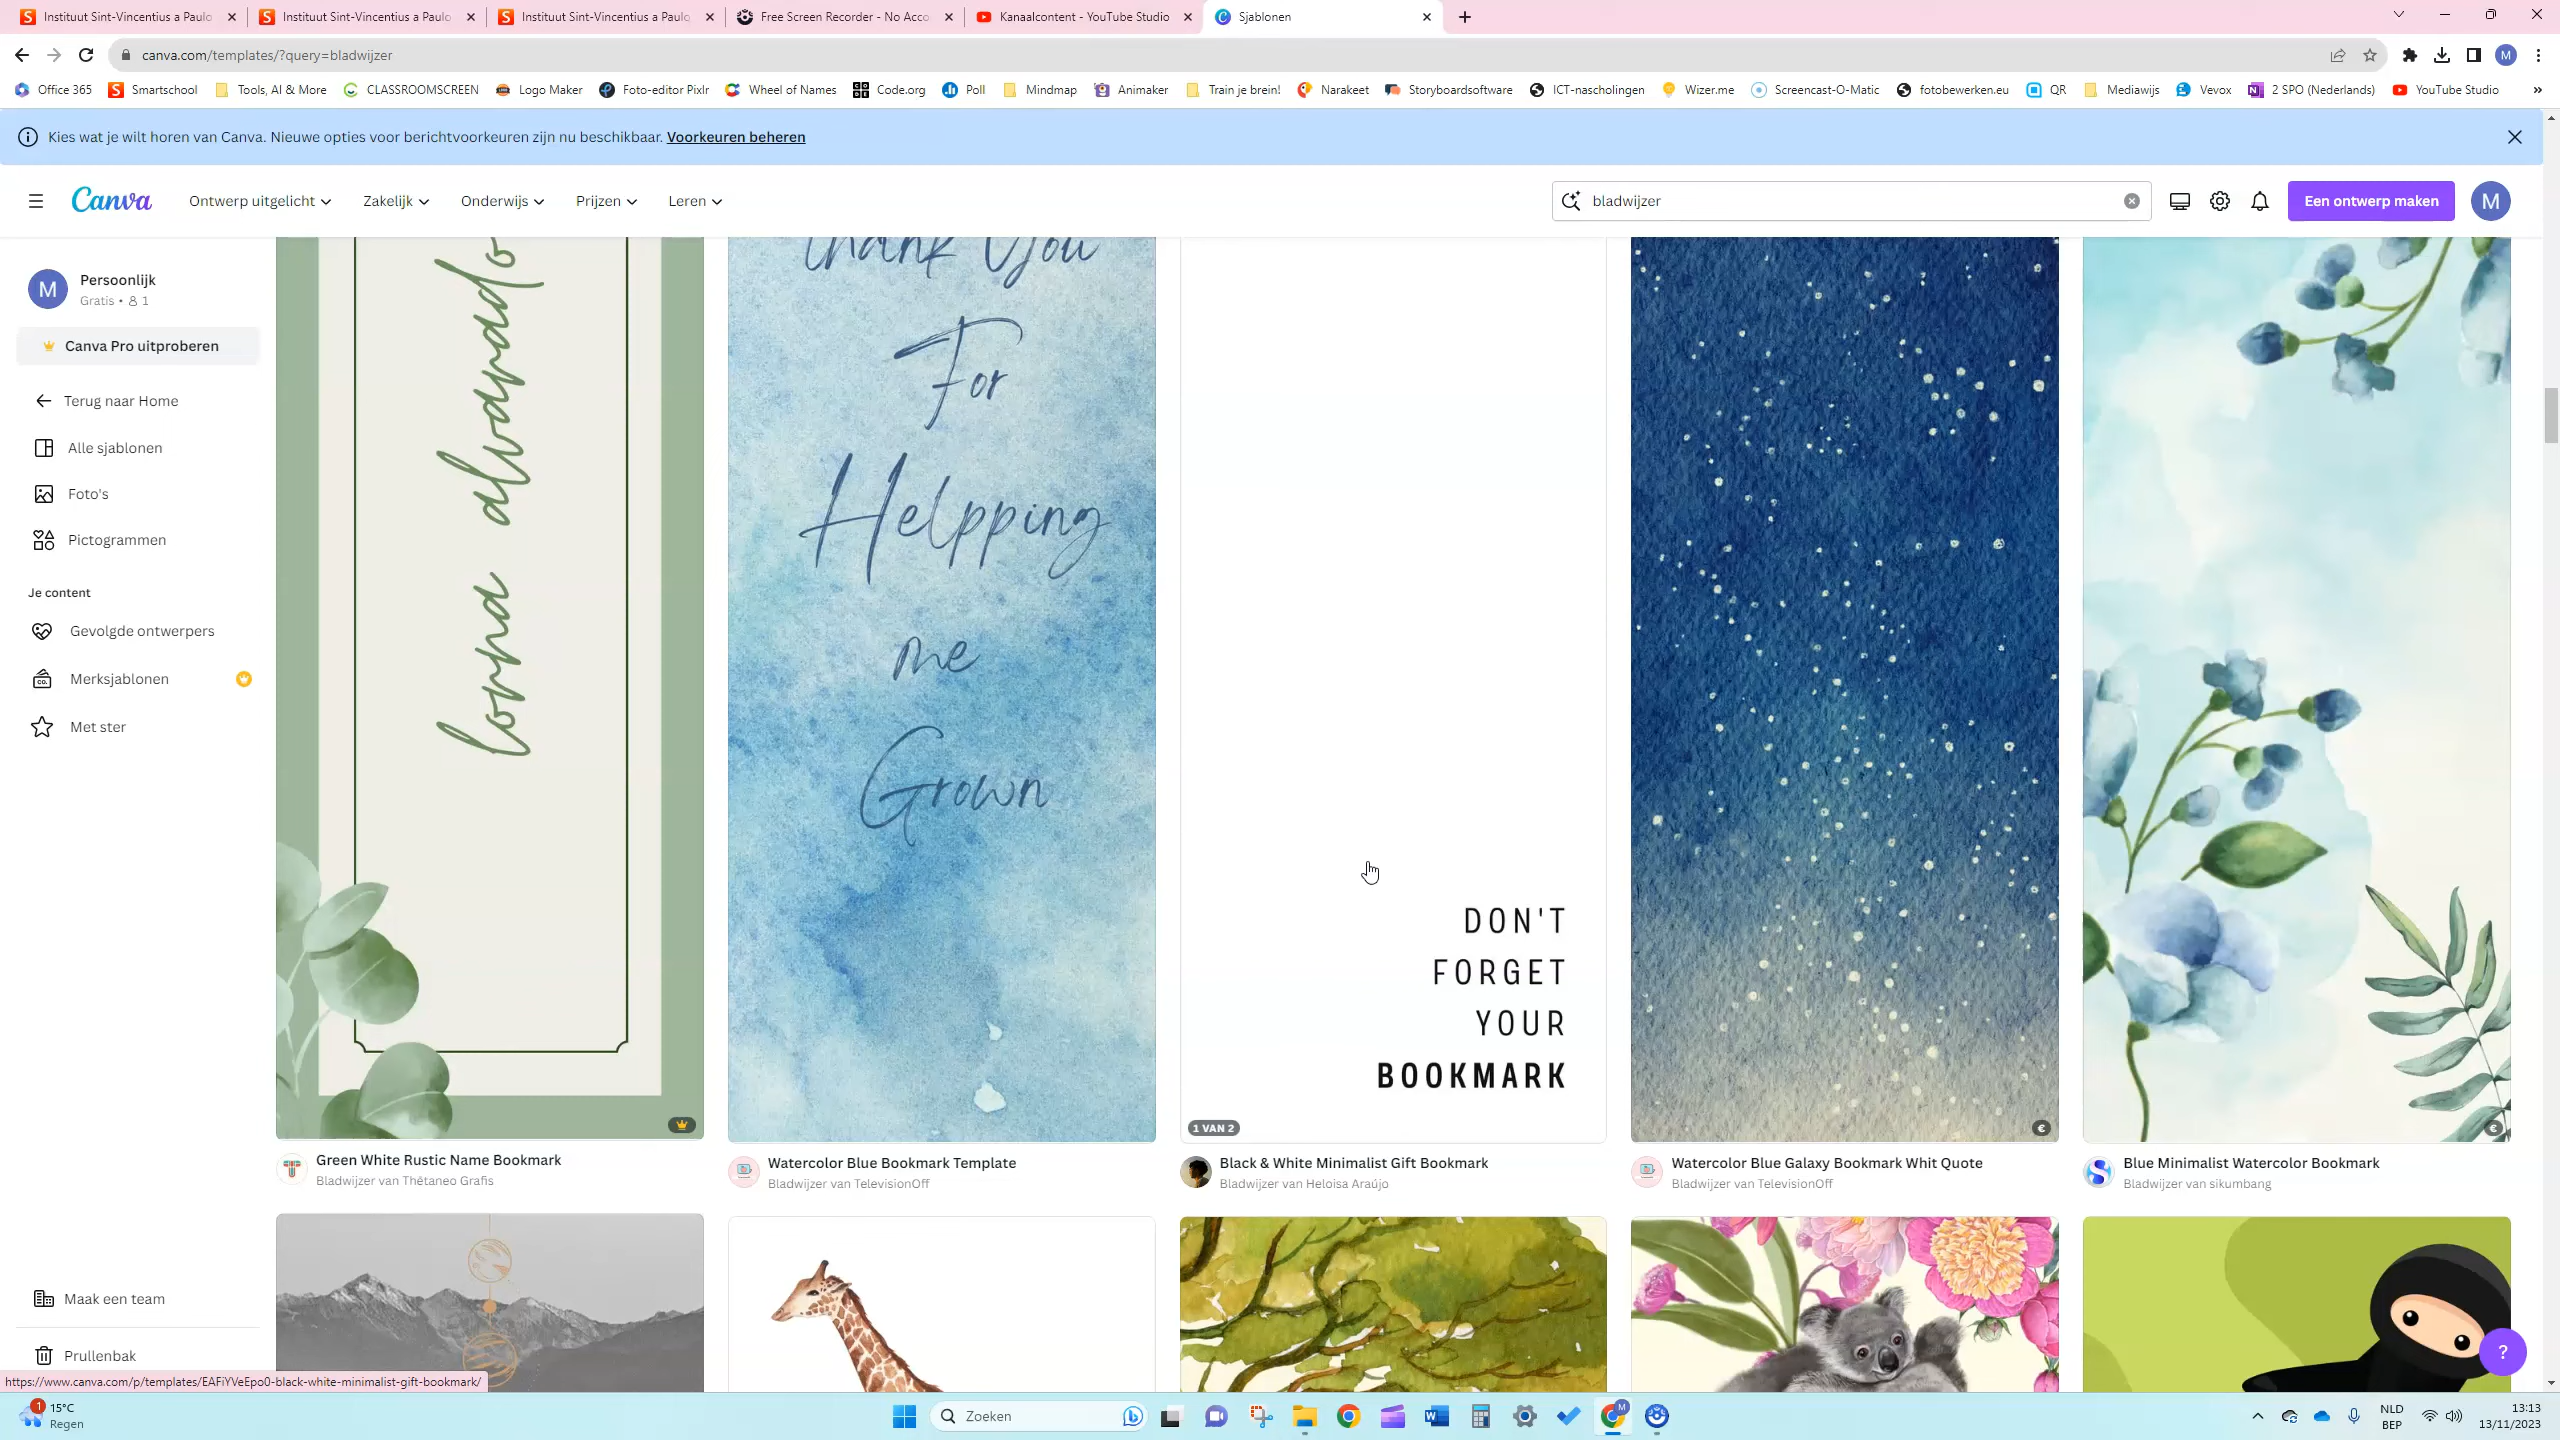 Instituut Sint-Vincentius a Paulo
Instituut Sint-Vincentius a Paulo
Instituut Sint-Vincentius a Paulo
Free Screen Recorder - No Acco
Kanaalcontent - YouTube Studio
Sjablonen
canva.com/templates/?query=bladwijzer
M
Office 365
Smartschool
Tools, AI & More
CLASSROOMSCREEN
Logo Maker
Foto-editor Pixlr
Wheel of Names
Code.org
Poll
Mindmap
Animaker
Train je brein!
Narakeet
Storyboardsoftware
ICT-nascholingen
Wizer.me
Screencast-O-Matic
fotobewerken.eu
QR
Mediawijs
Vevox
2 SPO (Nederlands)
YouTube Studio
Kies wat je wilt horen van Canva. Nieuwe opties voor berichtvoorkeuren zijn nu beschikbaar. Voorkeuren beheren
Canva
Ontwerp uitgelicht
Zakelijk
Onderwijs
Prijzen
Leren
bladwijzer
Een ontwerp maken
M
M
Persoonlijk
Gratis • 1
Canva Pro uitproberen
Terug naar Home
Alle sjablonen
Foto's
Pictogrammen
Je content
Gevolgde ontwerpers
Merksjablonen
Met ster
Maak een team
Prullenbak
lorna alvarado
Thank You
For
Helpping
me
Grown
DON'T
FORGET
YOUR
BOOKMARK
1 VAN 2
€
€
Green White Rustic Name Bookmark
Bladwijzer van Thètaneo Grafis
Watercolor Blue Bookmark Template
Bladwijzer van TelevisionOff
Black & White Minimalist Gift Bookmark
Bladwijzer van Heloísa Araújo
Watercolor Blue Galaxy Bookmark Whit Quote
Bladwijzer van TelevisionOff
Blue Minimalist Watercolor Bookmark
Bladwijzer van sikumbang
?
https://www.canva.com/p/templates/EAFiYVeEpo0-black-white-minimalist-gift-bookmark/
1
15°C
Regen
Zoeken
NLD
BEP
13:13
13/11/2023